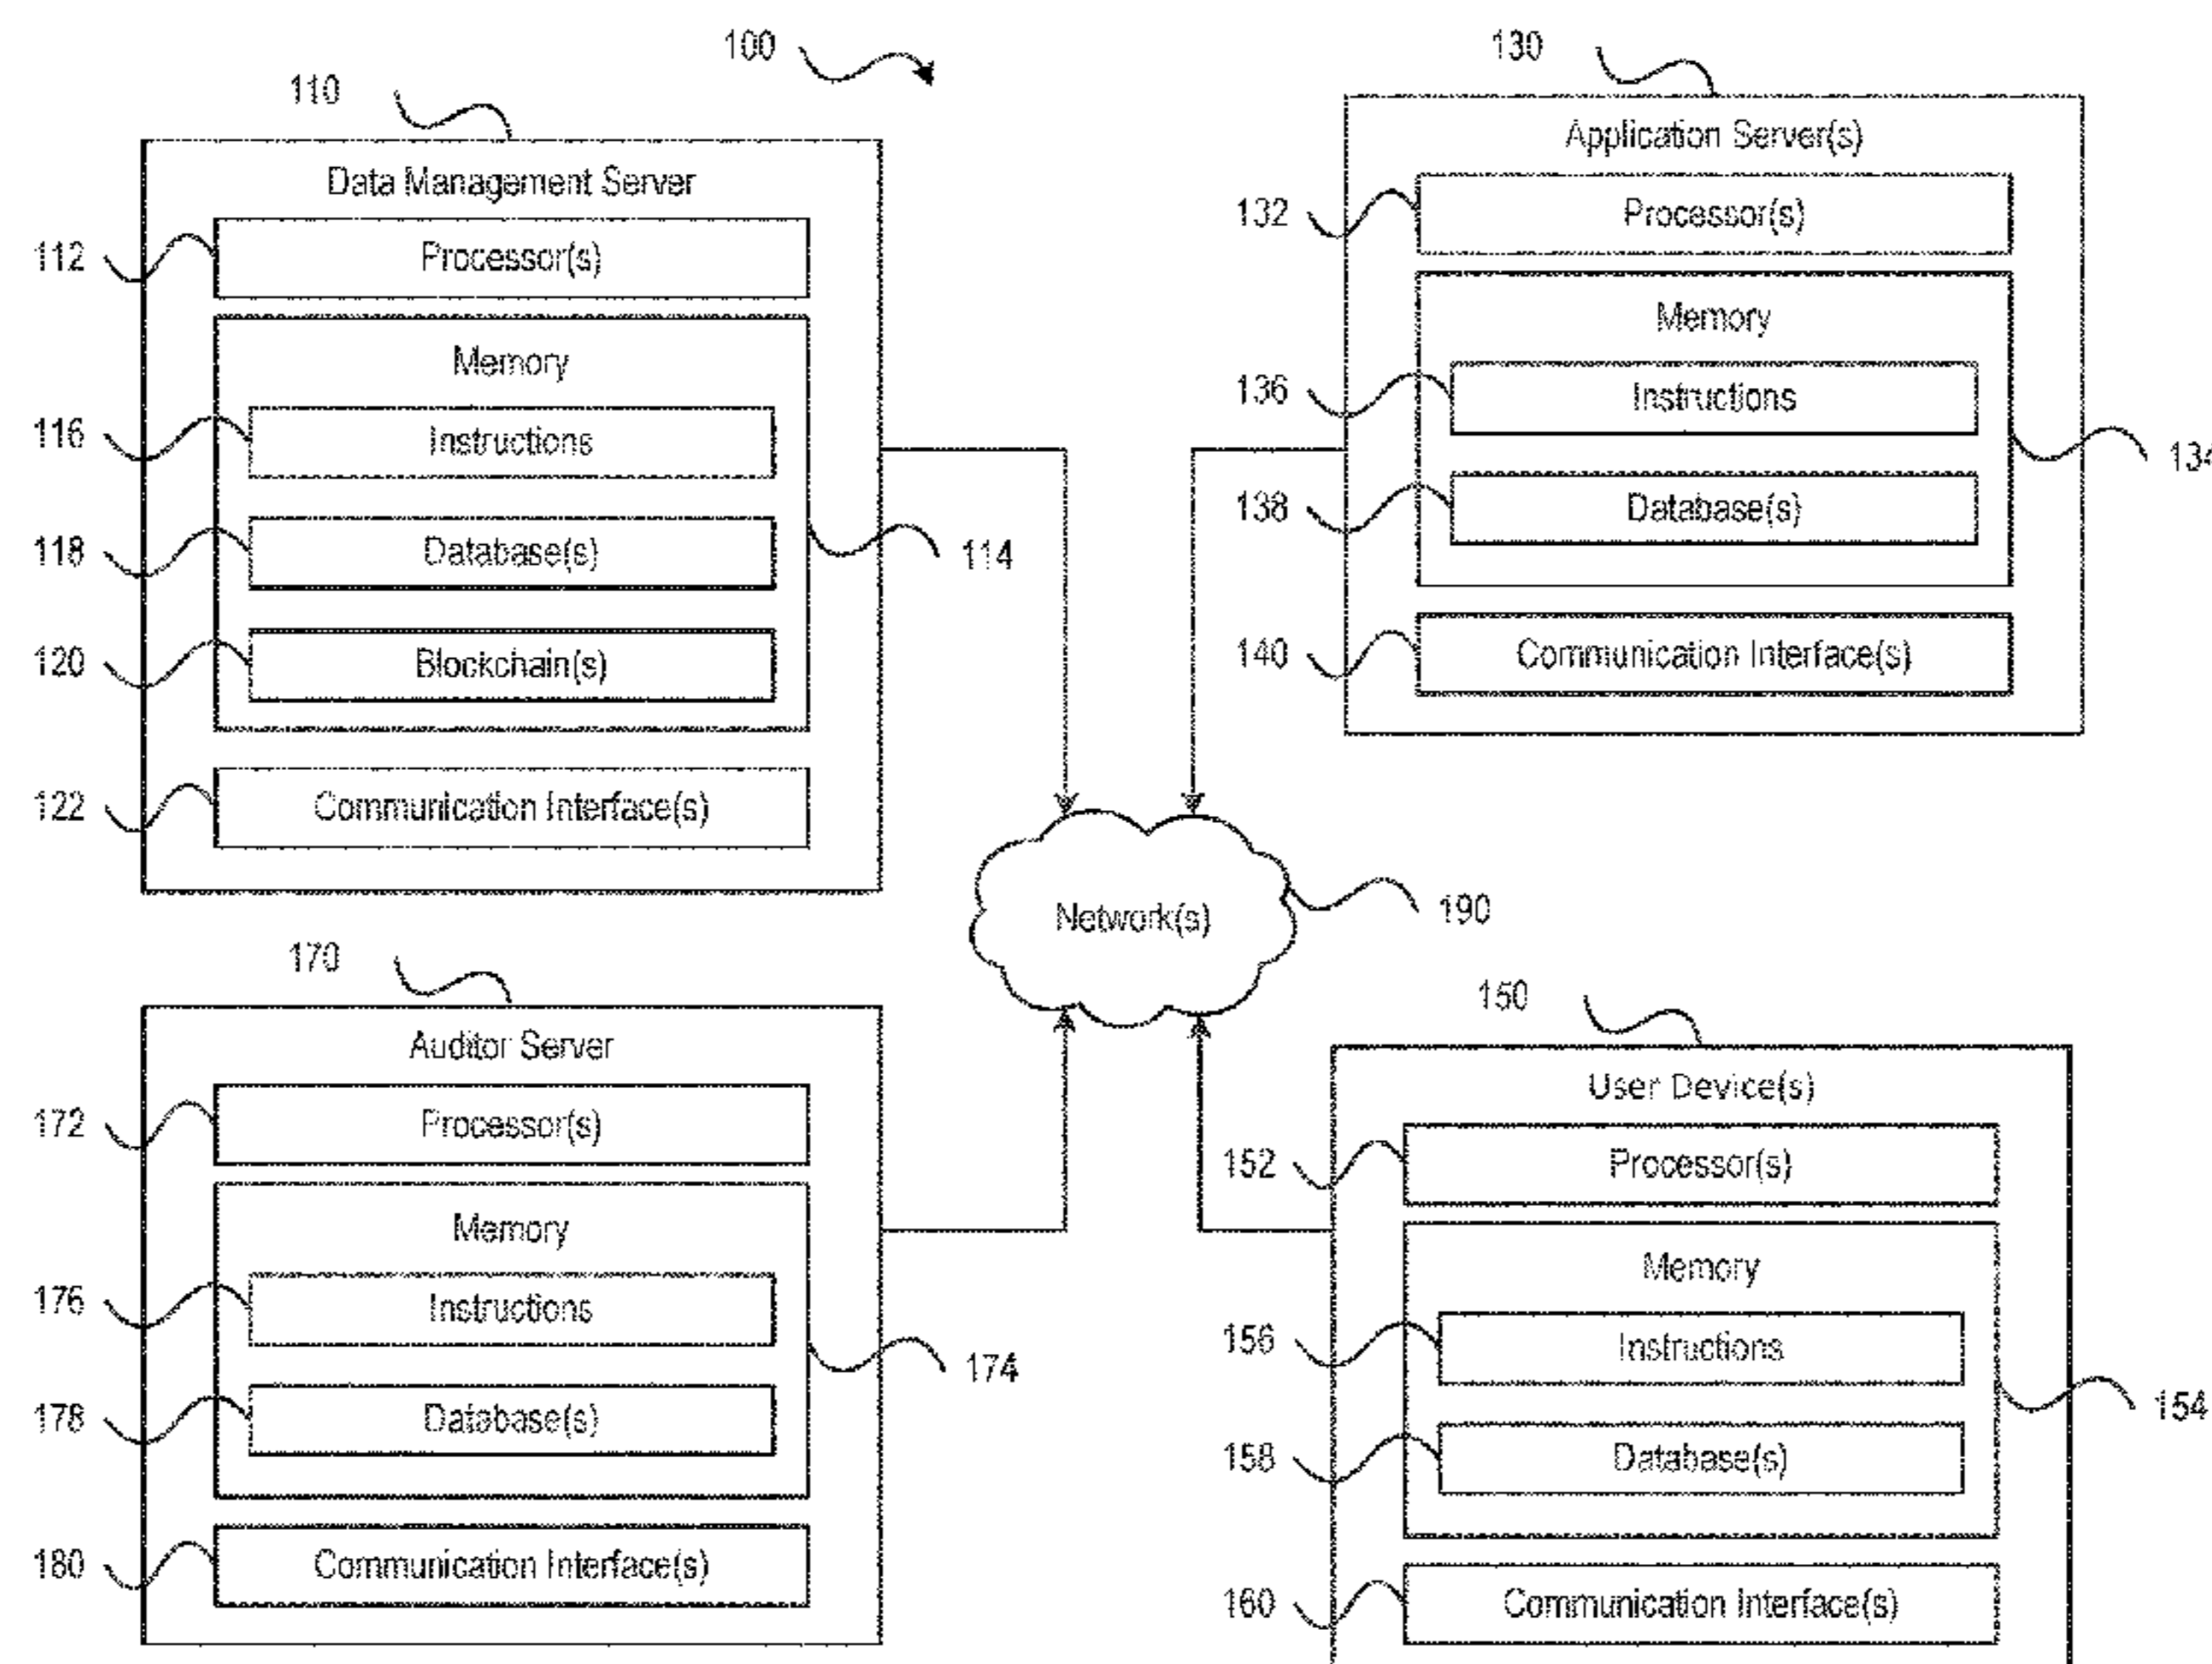 100
110
Data Management Server
112
Processor(s)
Memory
116
Instructions
118
Database(s)
114
120
Blockchain(s)
122
Communication Interface(s)
130
Application Server(s)
132
Processor(s)
Memory
136
Instructions
134
138
Database(s)
140
Communication Interface(s)
Network(s)
190
170
Auditor Server
172
Processor(s)
Memory
176
Instructions
174
178
Database(s)
180
Communication Interface(s)
150
User Device(s)
152
Processor(s)
Memory
156
Instructions
154
158
Database(s)
160
Communication Interface(s)